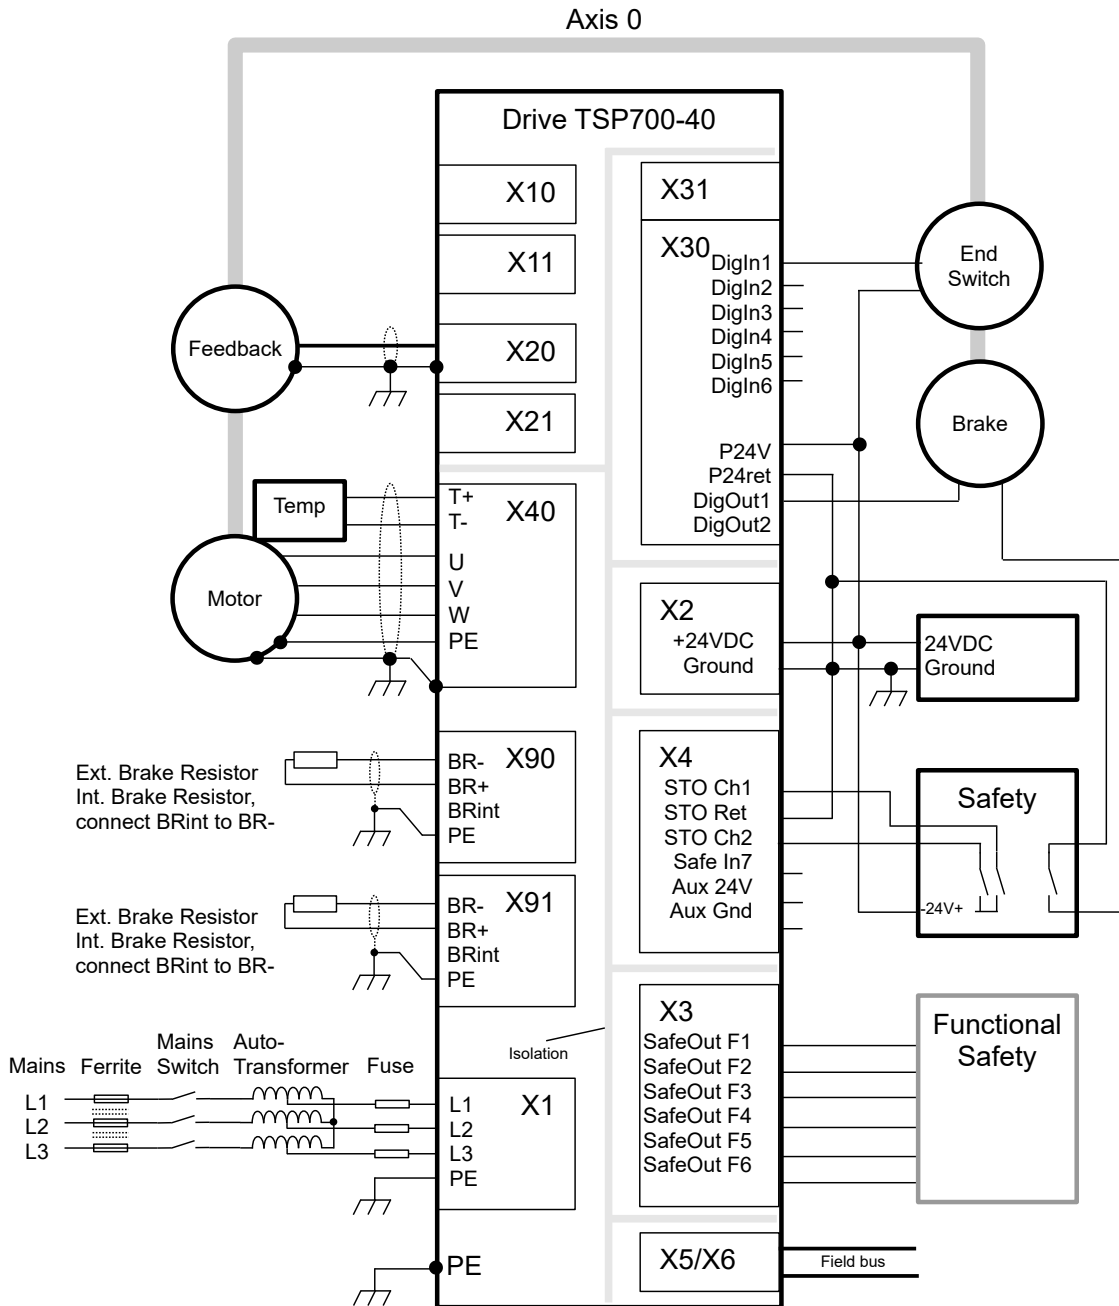 Axis 0
Drive TSP700-40
X10
X11
X20
X21
Feedback
Temp
Motor
T+
T-
U
V
W
PE
X40
X31
X30
DigIn1
DigIn2
DigIn3
DigIn4
DigIn5
DigIn6
P24V
P24ret
DigOut1
DigOut2
End
Switch
Brake
X2
+24VDC
Ground
24VDC
Ground
Ext. Brake Resistor
Int. Brake Resistor,
connect BRint to BR-
BR-
BR+
BRint
PE
X90
X4
STO Ch1
STO Ret
STO Ch2
Safe In7
Aux 24V
Aux Gnd
Safety
-24V+
Ext. Brake Resistor
Int. Brake Resistor,
connect BRint to BR-
BR-
BR+
BRint
PE
X91
X3
SafeOut F1
SafeOut F2
SafeOut F3
SafeOut F4
SafeOut F5
SafeOut F6
Functional
Safety
Isolation
Mains
Ferrite
Mains
Switch
Auto-
Transformer
Fuse
L1
L2
L3
L1
L2
L3
PE
X1
PE
X5/X6
Field bus